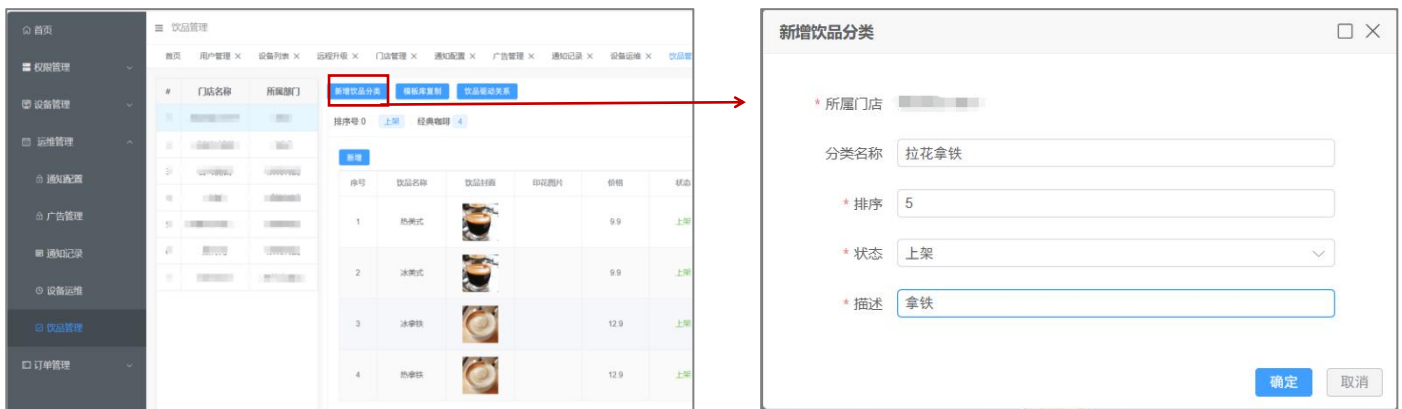 首页
权限管理
设备管理
运维管理
通知配置
广告管理
通知记录
设备运维
饮品管理
订单管理
饮品管理
首页 用户管理 × 设备列表 × 远程升级 × 门店管理 × 通知配置 × 广告管理 × 通知记录 × 设备运维 × 饮品管
# 门店名称 所属部门
新增饮品分类 模板库复制 饮品驱动关系
排序号:0 上架 经典咖啡 4
新增
序号 饮品名称 饮品封面 印花图片 价格 状态
1 热美式 9.9 上架
2 冰美式 9.9 上架
3 冰拿铁 12.9 上架
4 热拿铁 12.9 上架
新增饮品分类
* 所属门店
分类名称 拉花拿铁
* 排序 5
* 状态 上架
* 描述 拿铁
确定 取消